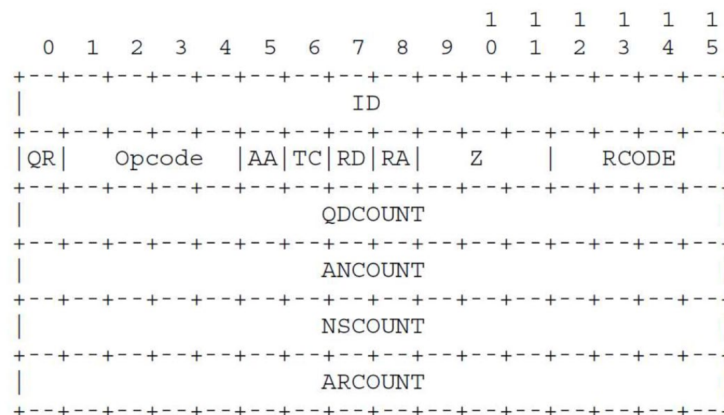 1  1  1  1  1  1
  0  1  2  3  4  5  6  7  8  9  0  1  2  3  4  5
+--+--+--+--+--+--+--+--+--+--+--+--+--+--+--+--
|                      ID
+--+--+--+--+--+--+--+--+--+--+--+--+--+--+--+--
|QR|   Opcode  |AA|TC|RD|RA|   Z    |   RCODE
+--+--+--+--+--+--+--+--+--+--+--+--+--+--+--+--
|                    QDCOUNT
+--+--+--+--+--+--+--+--+--+--+--+--+--+--+--+--
|                    ANCOUNT
+--+--+--+--+--+--+--+--+--+--+--+--+--+--+--+--
|                    NSCOUNT
+--+--+--+--+--+--+--+--+--+--+--+--+--+--+--+--
|                    ARCOUNT
+--+--+--+--+--+--+--+--+--+--+--+--+--+--+--+--